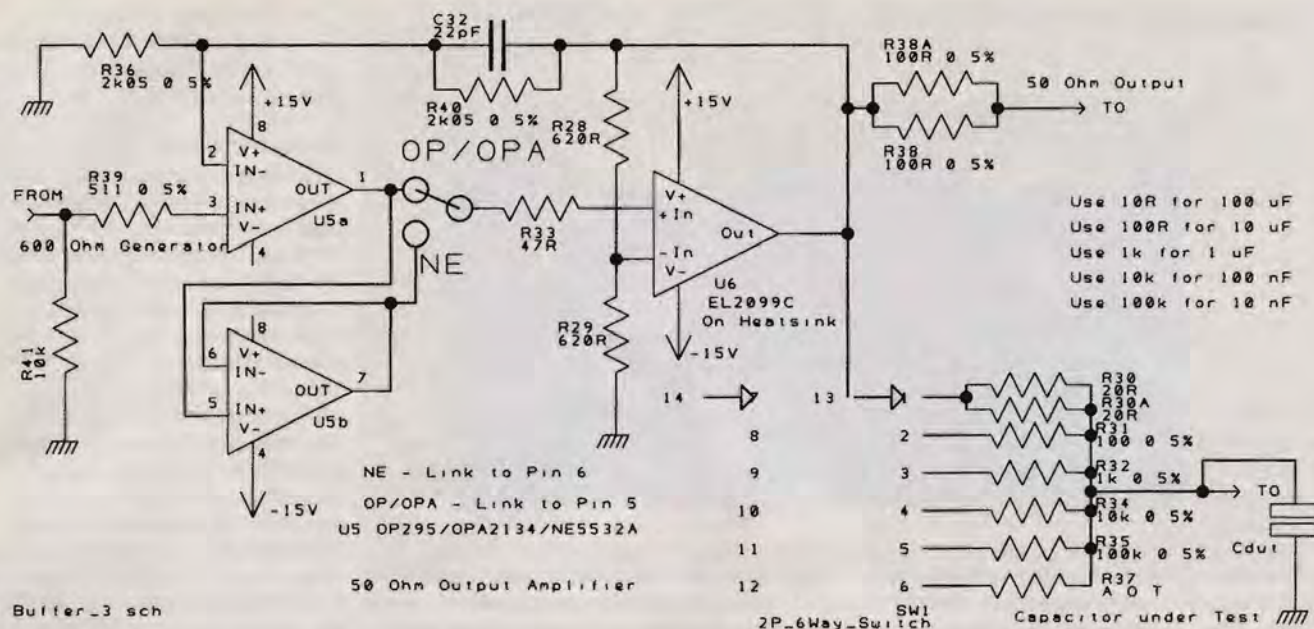 C32
22pF
R36
2k05 0 5%
+15V
R40
2k05 0 5%
R28
620R
+15V
R38A
100R 0 5%
50 Ohm Output
TO
R38
100R 0 5%
OP/OPA
8
V+
2
IN-
OUT
1
U5a
R39
511 0 5%
FROM
3
IN+
V-
4
600 Ohm Generator
R33
47R
V+
+In
Out
-In
V-
U6
EL2099C
On Heatsink
Use 10R for 100 uF
Use 100R for 10 uF
Use 1k for 1 uF
Use 10k for 100 nF
Use 100k for 10 nF
NE
R29
620R
-15V
R41
10k
8
V+
6
IN-
OUT
7
5
IN+
V-
U5b
4
-15V
14
7
13
1
R30
20R
R30A
20R
8
2
R31
100 0 5%
9
3
R32
1k 0 5%
TO
10
4
R34
10k 0 5%
11
5
R35
100k 0 5%
Cdut
12
6
R37
A O T
NE - Link to Pin 6
OP/OPA - Link to Pin 5
U5 OP295/OPA2134/NE5532A
50 Ohm Output Amplifier
Buffer_3 sch
SW1
2P_6Way_Switch
Capacitor under Test